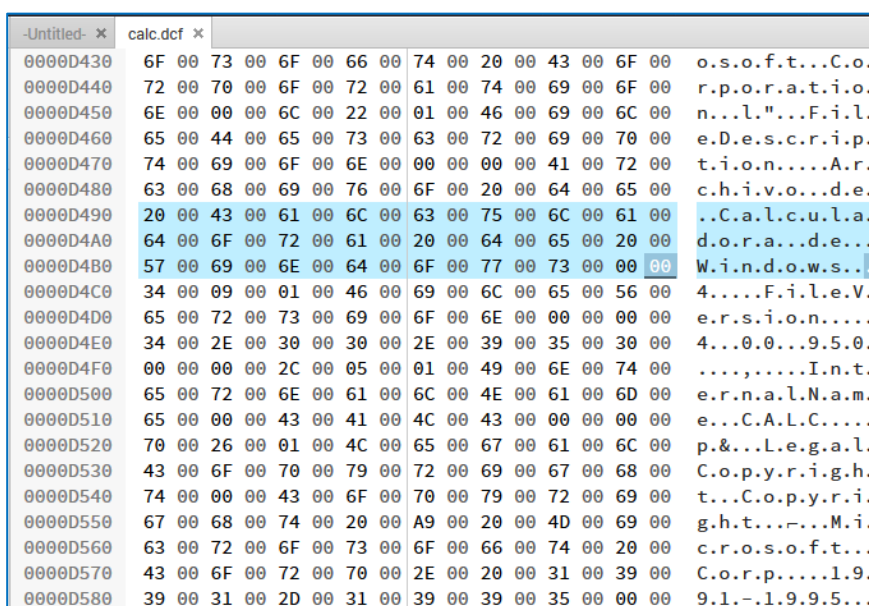 -Untitled- × calc.dcf ×
0000D430 6F 00 73 00 6F 00 66 00 74 00 20 00 43 00 6F 00 o.s.o.f.t...C.o.
0000D440 72 00 70 00 6F 00 72 00 61 00 74 00 69 00 6F 00 r.p.o.r.a.t.i.o.
0000D450 6E 00 00 00 6C 00 22 00 01 00 46 00 69 00 6C 00 n...l."...F.i.l.
0000D460 65 00 44 00 65 00 73 00 63 00 72 00 69 00 70 00 e.D.e.s.c.r.i.p.
0000D470 74 00 69 00 6F 00 6E 00 00 00 00 00 41 00 72 00 t.i.o.n.....A.r.
0000D480 63 00 68 00 69 00 76 00 6F 00 20 00 64 00 65 00 c.h.i.v.o...d.e.
0000D490 20 00 43 00 61 00 6C 00 63 00 75 00 6C 00 61 00 ..C.a.l.c.u.l.a.
0000D4A0 64 00 6F 00 72 00 61 00 20 00 64 00 65 00 20 00 d.o.r.a...d.e...
0000D4B0 57 00 69 00 6E 00 64 00 6F 00 77 00 73 00 00 00 W.i.n.d.o.w.s..
0000D4C0 34 00 09 00 01 00 46 00 69 00 6C 00 65 00 56 00 4.....F.i.l.e.V.
0000D4D0 65 00 72 00 73 00 69 00 6F 00 6E 00 00 00 00 00 e.r.s.i.o.n.....
0000D4E0 34 00 2E 00 30 00 30 00 2E 00 39 00 35 00 30 00 4...0.0...9.5.0.
0000D4F0 00 00 00 00 2C 00 05 00 01 00 49 00 6E 00 74 00 ....,.....I.n.t.
0000D500 65 00 72 00 6E 00 61 00 6C 00 4E 00 61 00 6D 00 e.r.n.a.l.N.a.m.
0000D510 65 00 00 00 43 00 41 00 4C 00 43 00 00 00 00 00 e...C.A.L.C.....
0000D520 70 00 26 00 01 00 4C 00 65 00 67 00 61 00 6C 00 p.&...L.e.g.a.l.
0000D530 43 00 6F 00 70 00 79 00 72 00 69 00 67 00 68 00 C.o.p.y.r.i.g.h.
0000D540 74 00 00 00 43 00 6F 00 70 00 79 00 72 00 69 00 t...C.o.p.y.r.i.
0000D550 67 00 68 00 74 00 20 00 A9 00 20 00 4D 00 69 00 g.h.t...⌐...M.i.
0000D560 63 00 72 00 6F 00 73 00 6F 00 66 00 74 00 20 00 c.r.o.s.o.f.t...
0000D570 43 00 6F 00 72 00 70 00 2E 00 20 00 31 00 39 00 C.o.r.p.....1.9.
0000D580 39 00 31 00 2D 00 31 00 39 00 39 00 35 00 00 00 9.1.-.1.9.9.5...